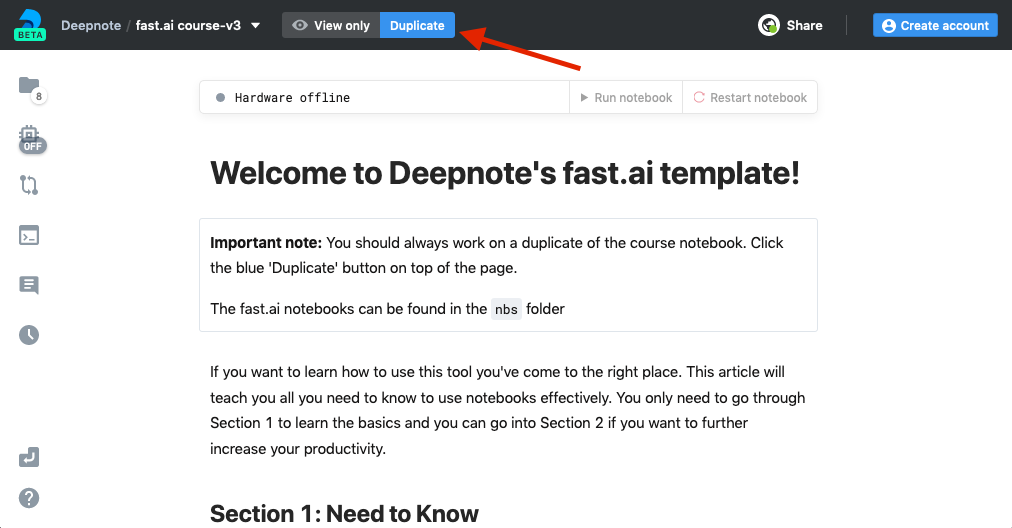 BETA
Deepnote / fast.ai course-v3
View only
Duplicate
Share
Create account
8
OFF
Hardware offline
Run notebook
Restart notebook
Welcome to Deepnote's fast.ai template!
Important note: You should always work on a duplicate of the course notebook. Click
the blue 'Duplicate' button on top of the page.
The fast.ai notebooks can be found in the nbs folder
If you want to learn how to use this tool you've come to the right place. This article will
teach you all you need to know to use notebooks effectively. You only need to go through
Section 1 to learn the basics and you can go into Section 2 if you want to further
increase your productivity.
Section 1: Need to Know